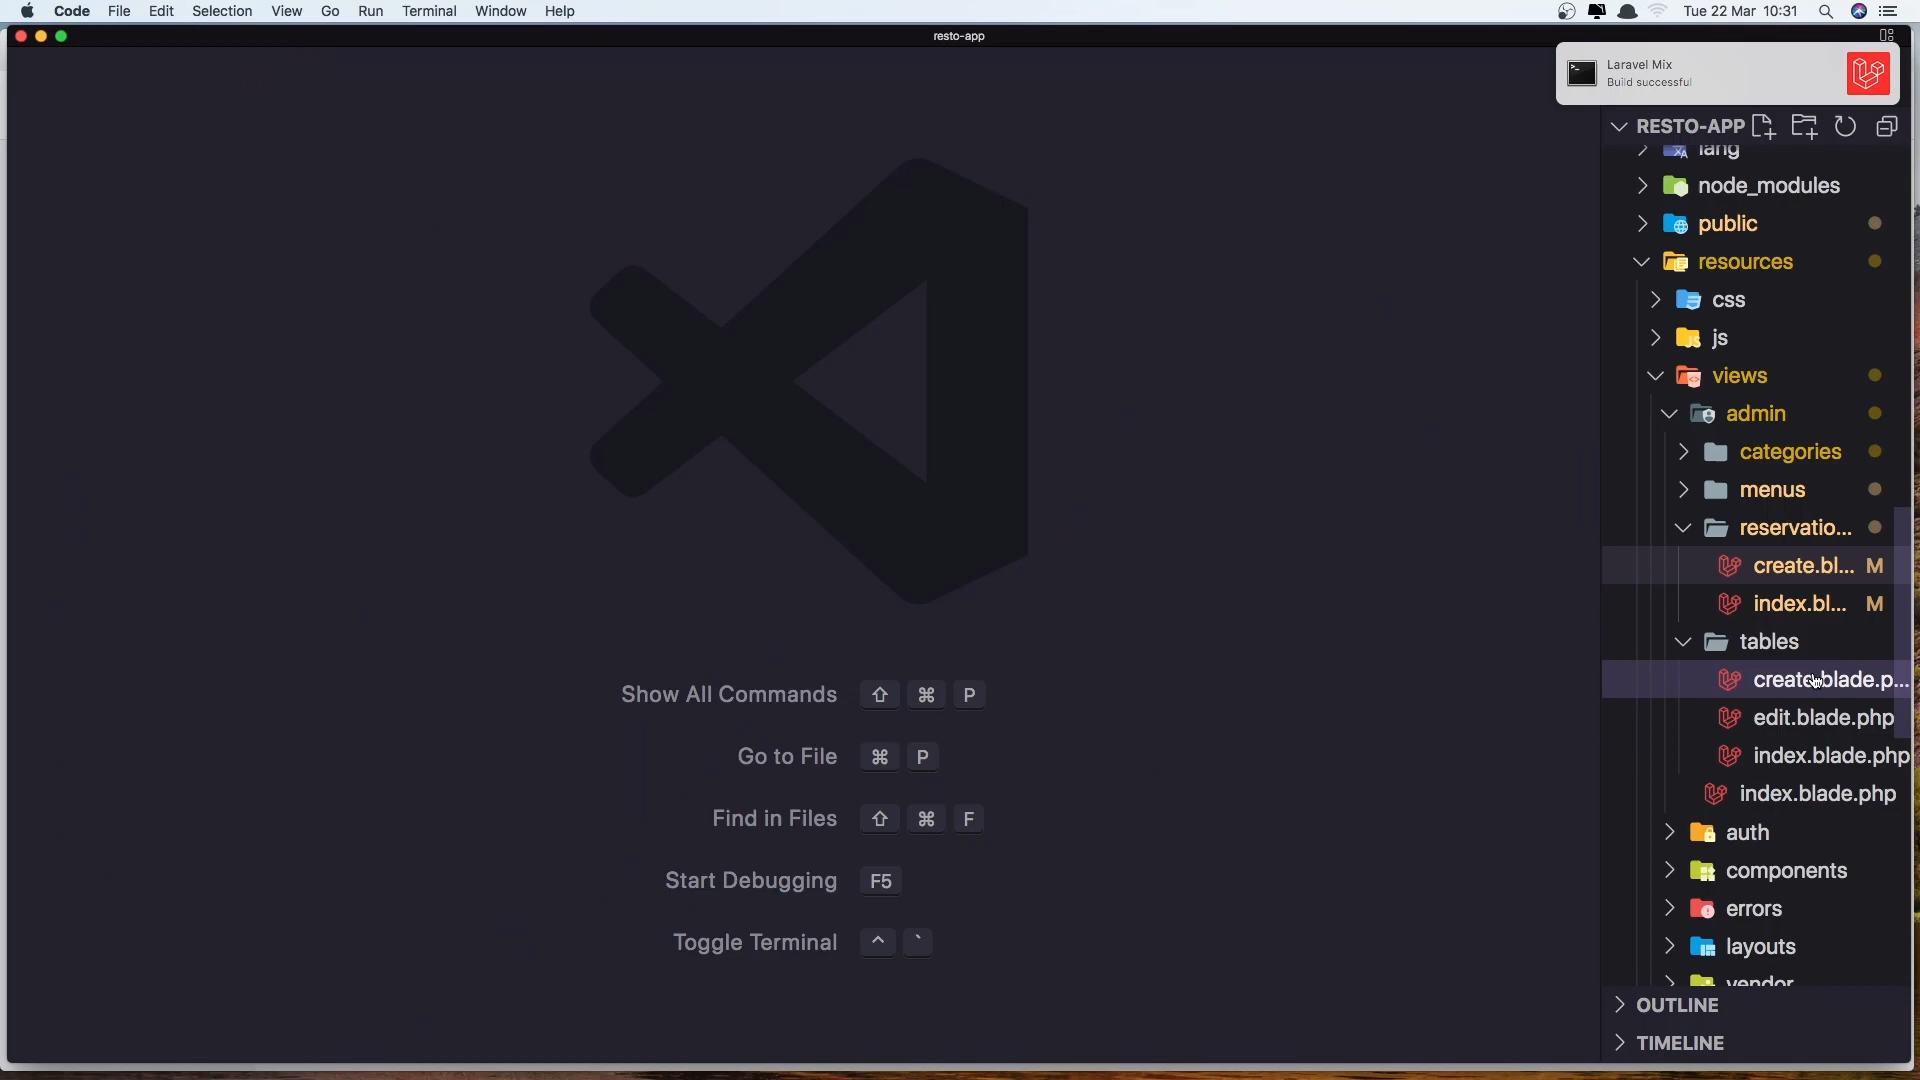 Code File Edit Selection View Go Run Terminal Window Help Tue 22 Mar 10:31
resto-app
Laravel Mix
Build successful
RESTO-APP
lang
node_modules
public
resources
css
js
views
admin
categories
menus
reservatio...
create.bl... M
index.bl... M
tables
create.blade.p...
edit.blade.php
index.blade.php
index.blade.php
auth
components
errors
layouts
vendor
OUTLINE
TIMELINE
Show All Commands ⇧ ⌘ P
Go to File ⌘ P
Find in Files ⇧ ⌘ F
Start Debugging F5
Toggle Terminal ^ `